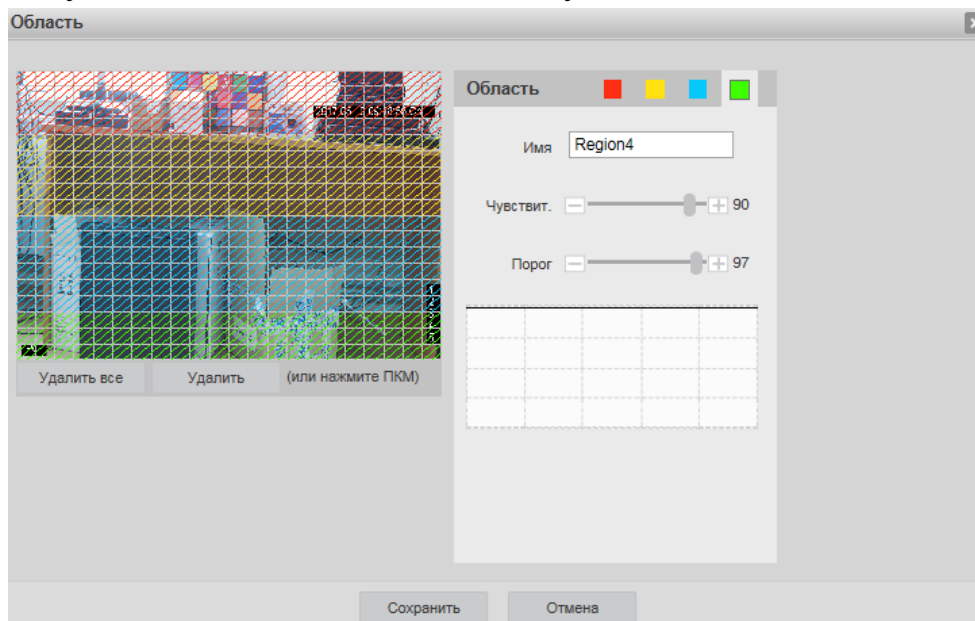 Область
Область
Имя Region4
Чувствит. 90
Порог 97
Удалить все Удалить (или нажмите ПКМ)
Сохранить Отмена